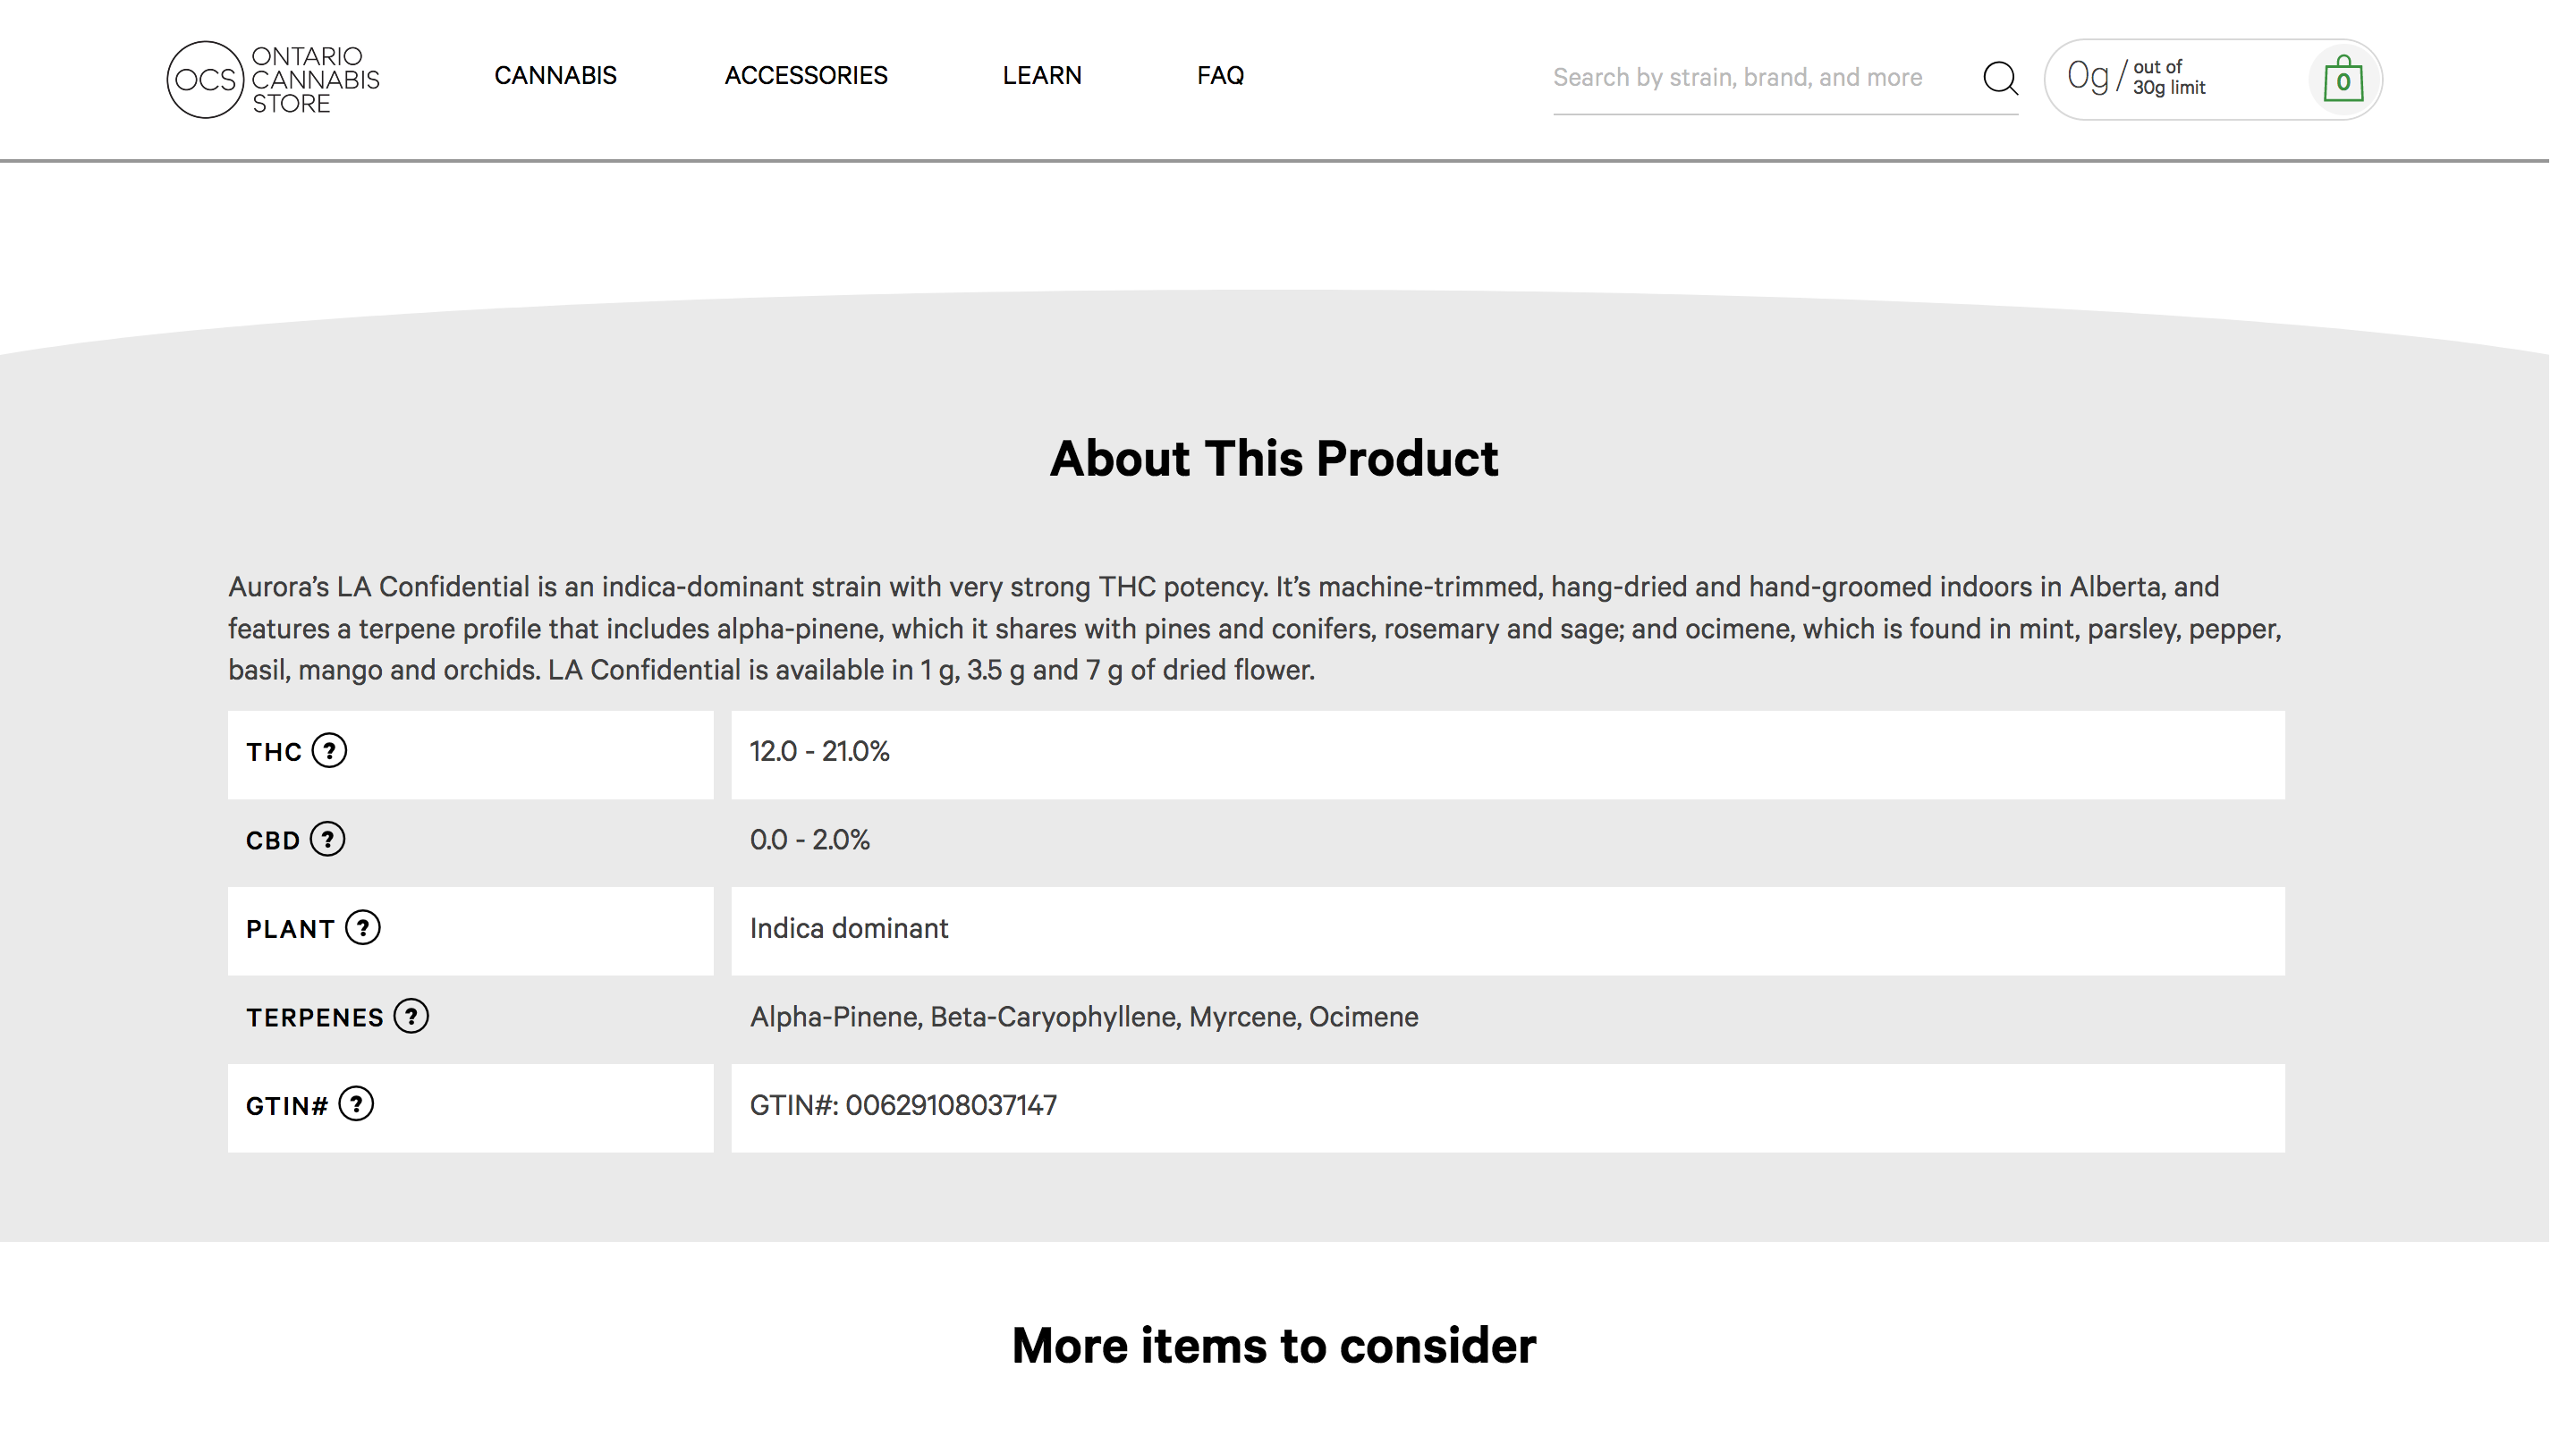 OCS
ONTARIO
CANNABIS
STORE
CANNABIS
ACCESSORIES
LEARN
FAQ
Search by strain, brand, and more
0g / out of
30g limit
0
About This Product
Aurora’s LA Confidential is an indica-dominant strain with very strong THC potency. It’s machine-trimmed, hang-dried and hand-groomed indoors in Alberta, and
features a terpene profile that includes alpha-pinene, which it shares with pines and conifers, rosemary and sage; and ocimene, which is found in mint, parsley, pepper,
basil, mango and orchids. LA Confidential is available in 1 g, 3.5 g and 7 g of dried flower.
THC ? 12.0 - 21.0%
CBD ? 0.0 - 2.0%
PLANT ? Indica dominant
TERPENES ? Alpha-Pinene, Beta-Caryophyllene, Myrcene, Ocimene
GTIN# ? GTIN#: 00629108037147
More items to consider